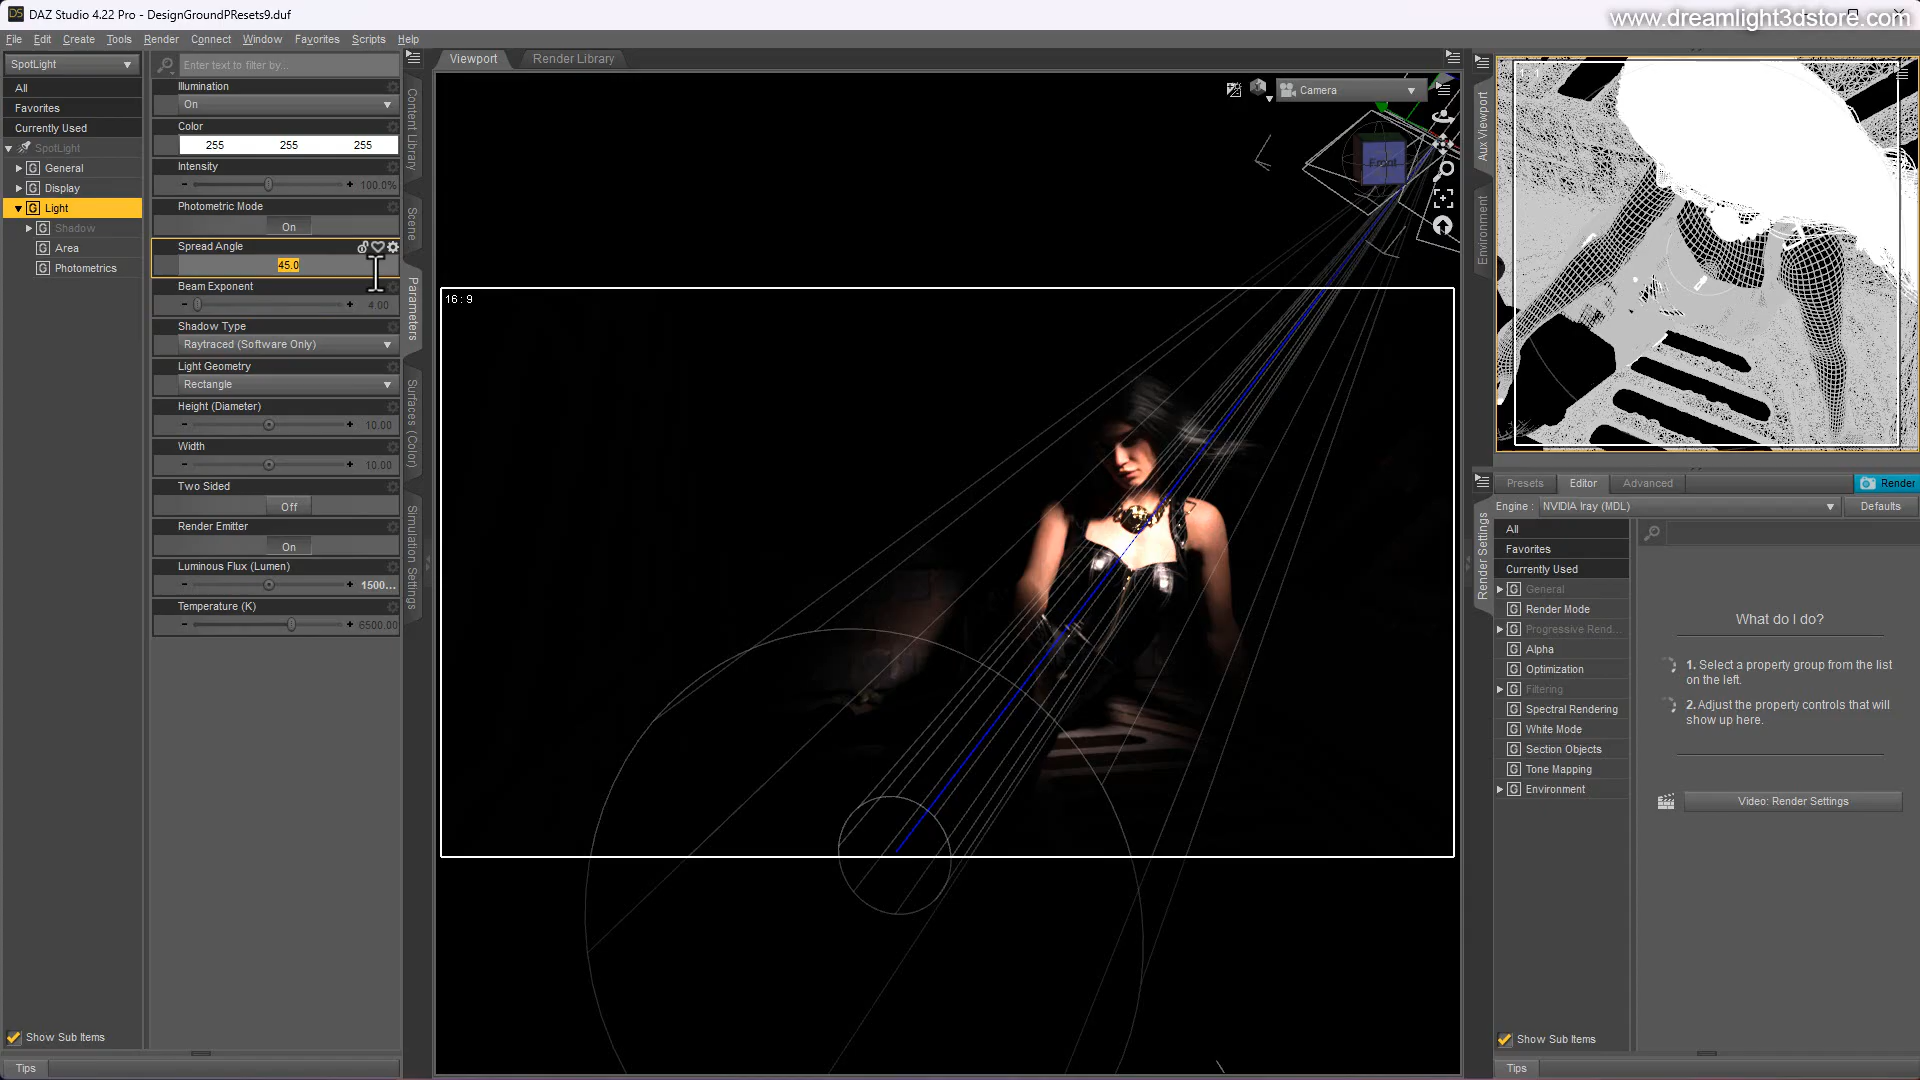 DAZ Studio 4.22 Pro - DesignGroundPResets9.duf
www.dreamlight3dstore.com
File Edit Create Tools Render Connect Window Favorites Scripts Help
SpotLight
All
Favorites
Currently Used
SpotLight
General
Display
Light
Shadow
Area
Photometrics
Show Sub Items
Tips
Enter text to filter by...
Illumination
On
Color
255 255 255
Intensity
100.0%
Photometric Mode
On
Spread Angle
45.0
Beam Exponent
4.00
Shadow Type
Raytraced (Software Only)
Light Geometry
Rectangle
Height (Diameter)
10.00
Width
10.00
Two Sided
Off
Render Emitter
On
Luminous Flux (Lumen)
1500...
Temperature (K)
6500.00
Content Library
Scene
Parameters
Surfaces (Color)
Simulation Settings
Viewport Render Library
Camera
Front
16 : 9
Aux Viewport
Environment
Render Settings
Presets Editor Advanced Render
Engine : NVIDIA Iray (MDL) Defaults
All
Favorites
Currently Used
General
Render Mode
Progressive Rend...
Alpha
Optimization
Filtering
Spectral Rendering
White Mode
Section Objects
Tone Mapping
Environment
What do I do?
1. Select a property group from the list
on the left.
2. Adjust the property controls that will
show up here.
Video: Render Settings
Show Sub Items
Tips